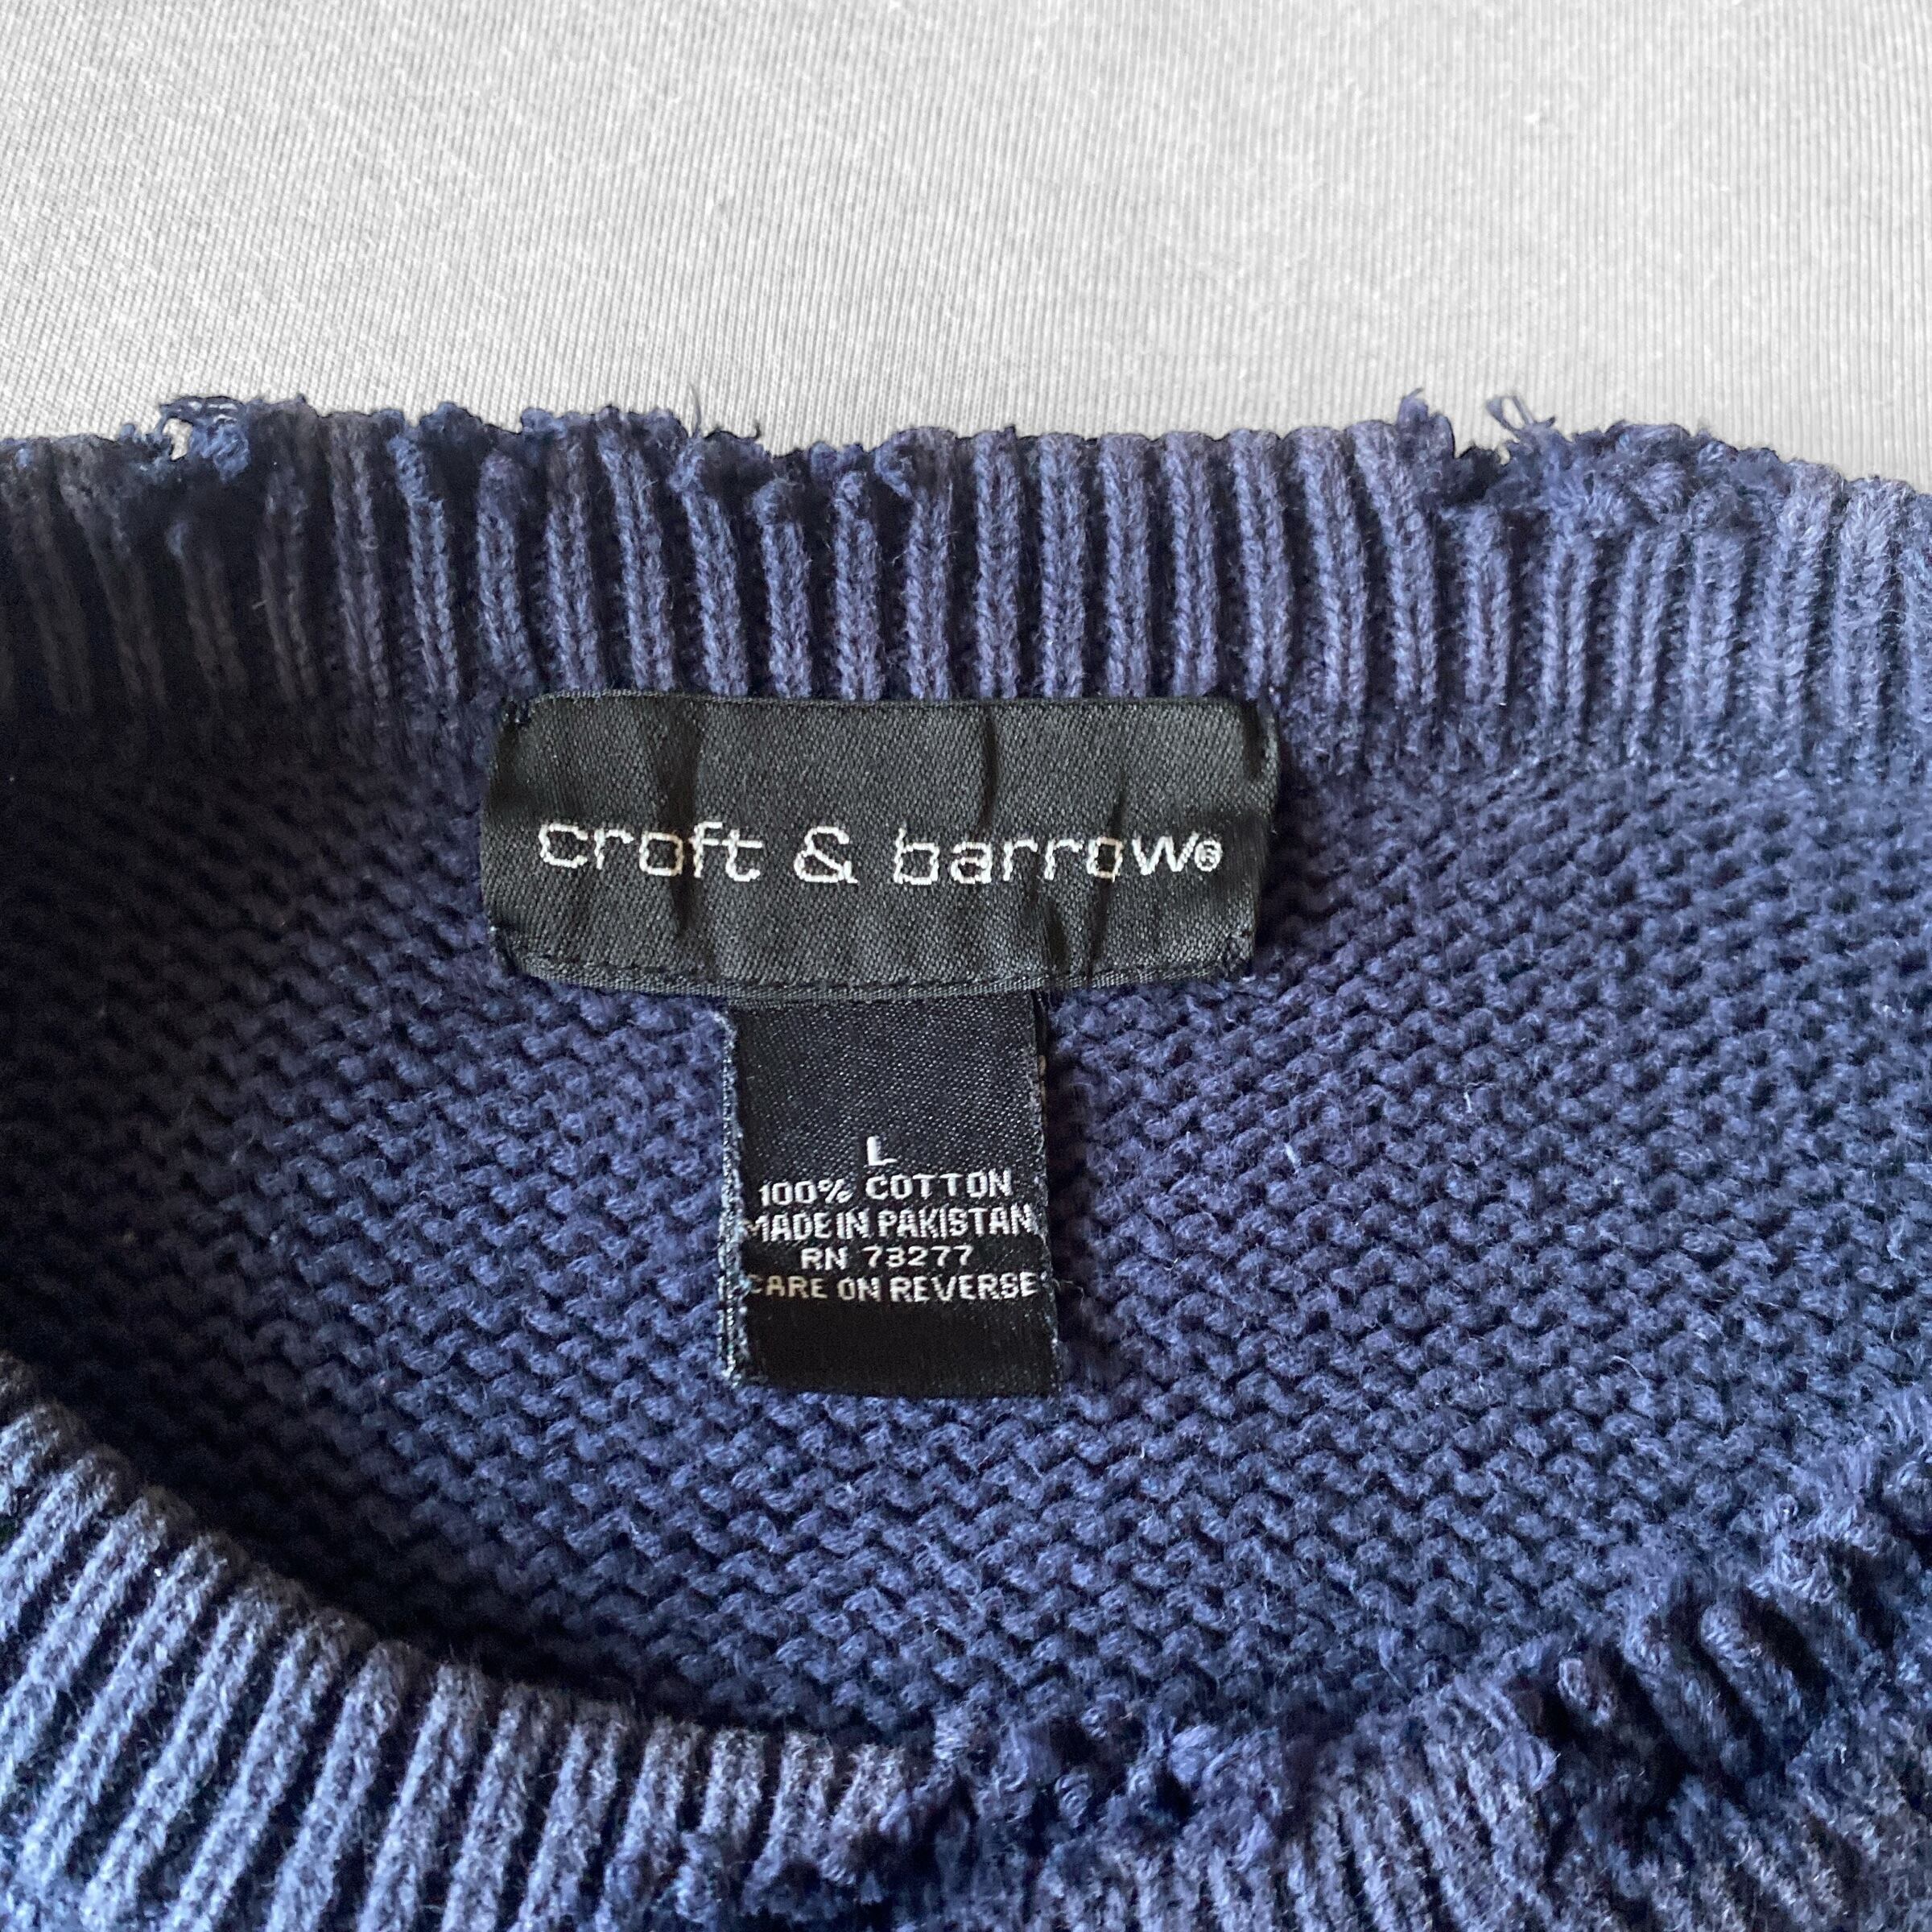 croft & barrow®
L
100% COTTON
MADE IN PAKISTAN
RN 73277
CARE ON REVERSE